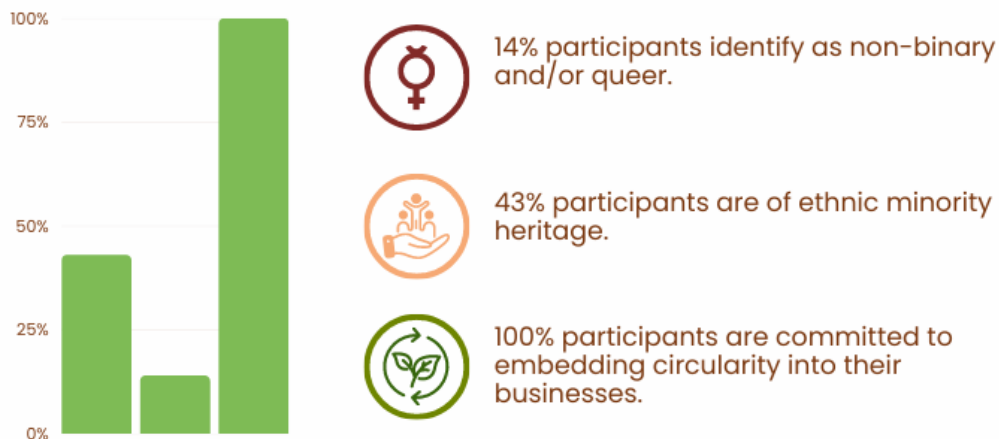 100%
75%
50%
25%
0%
14% participants identify as non-binary
and/or queer.
43% participants are of ethnic minority
heritage.
100% participants are committed to
embedding circularity into their
businesses.